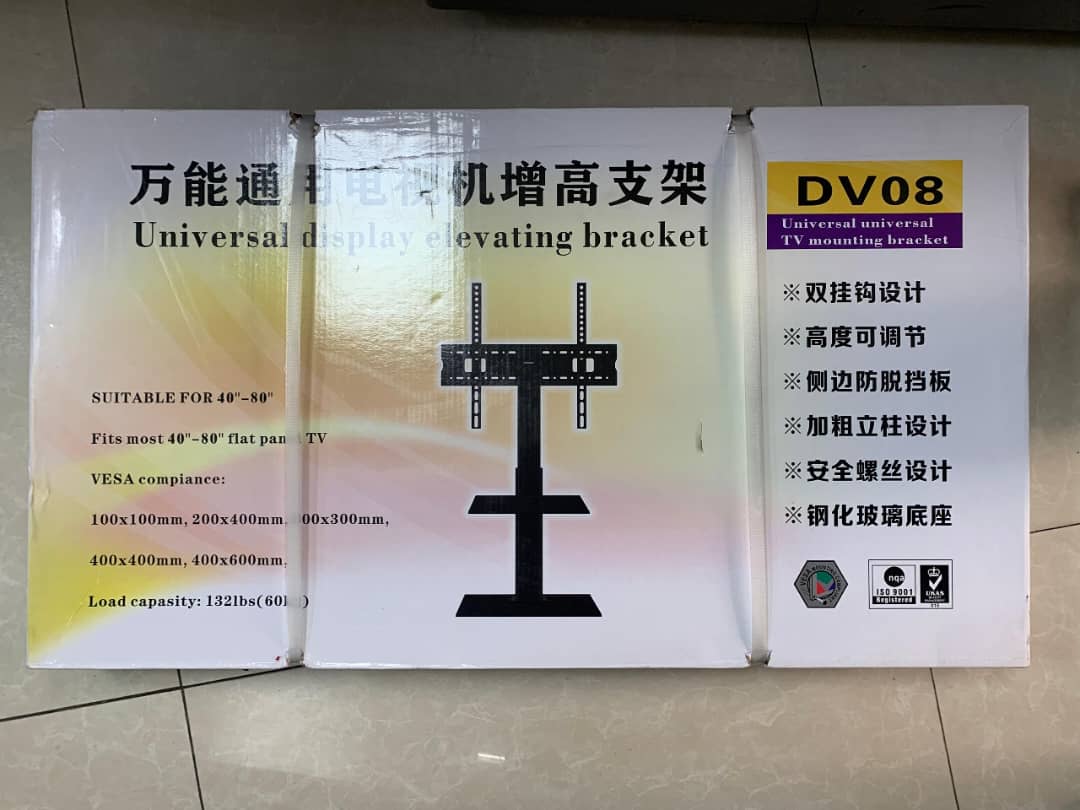 万能通用电视机增高支架
Universal display elevating bracket
SUITABLE FOR 40"-80"
Fits most 40"-80" flat pan TV
VESA compiance:
100x100mm, 200x400mm, 00x300mm,
400x400mm, 400x600mm,
Load capasity: 132lbs(60
DV08
Universal universal
TV mounting bracket
※双挂钩设计
※高度可调节
※侧边防脱挡板
※加粗立柱设计
※安全螺丝设计
※钢化玻璃底座
VESA
nqa
ISO 9001
Registered
UKAS